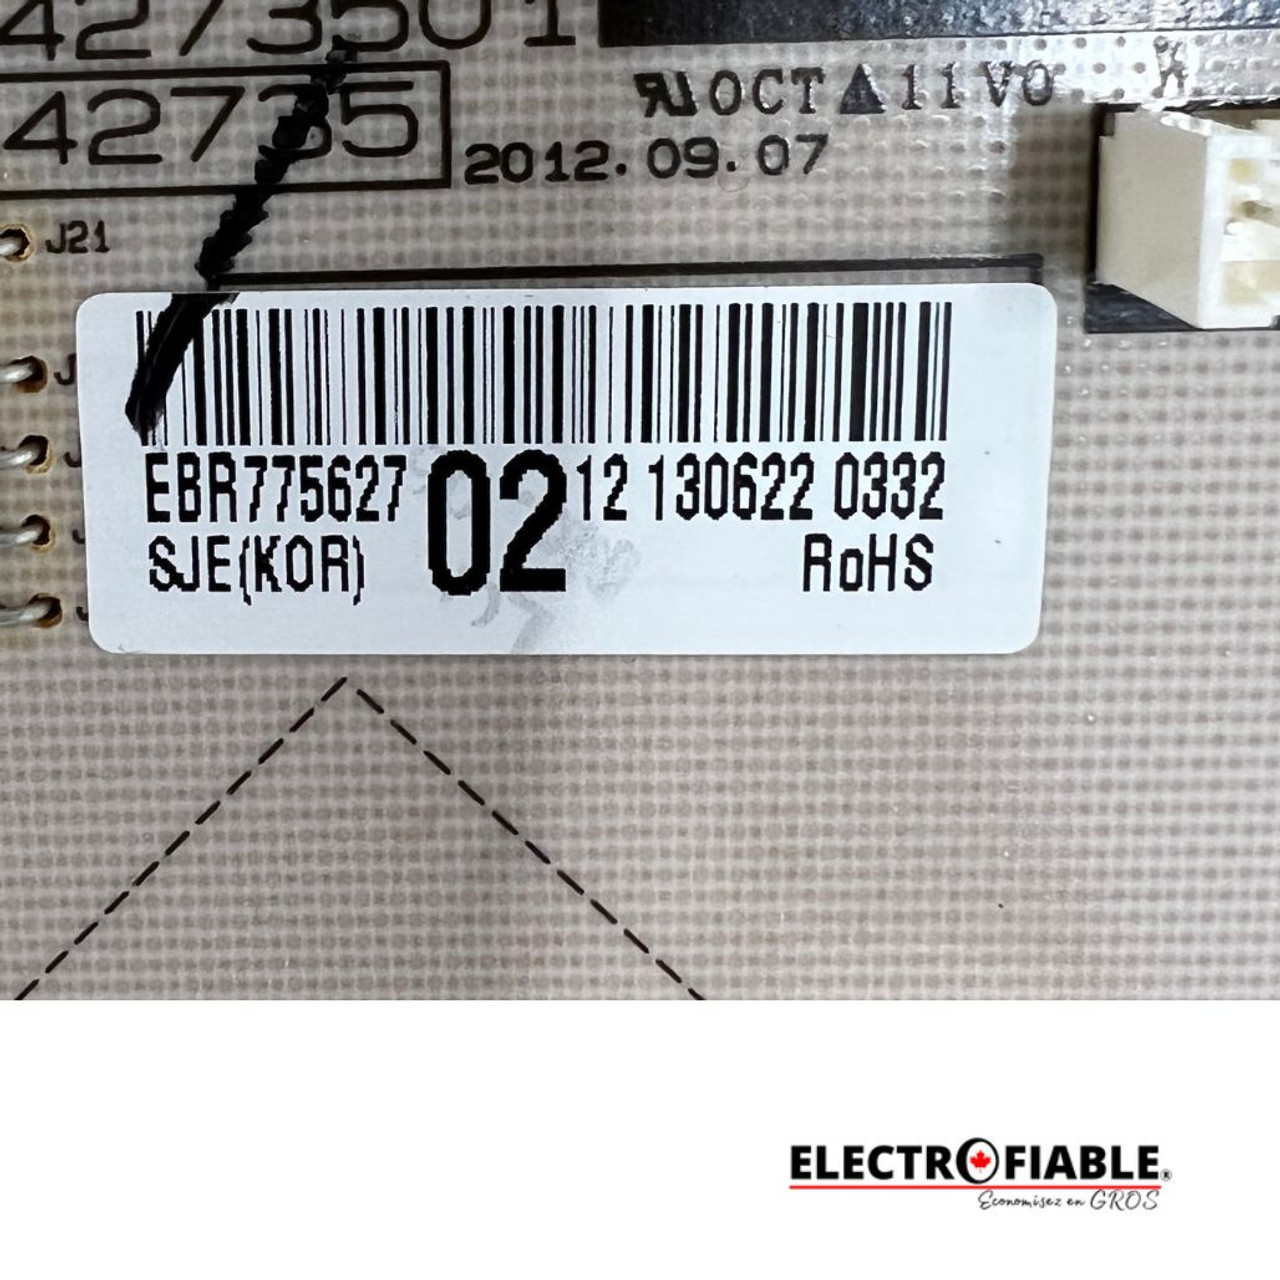 4273501
42735
OCT▲11V0
2012.09.07
J21
EBR775627 02 12 130622 0332
SJE(KOR) RoHS
ELECTROFIABLE®
Economisez en GROS